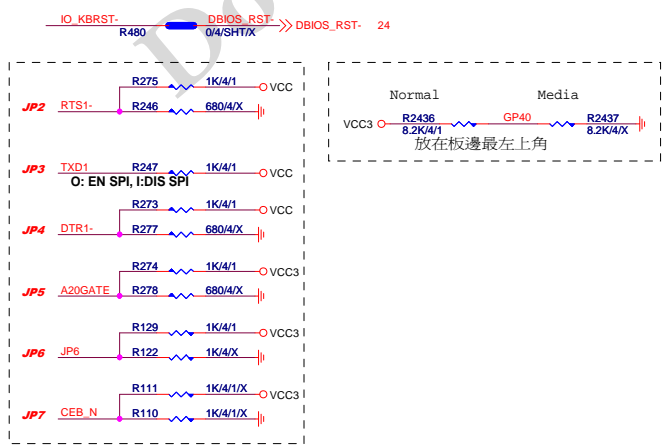 IO_KBRST- DBIOS_RST- DBIOS_RST- 24
R480 0/4/SHT/X
R275 1K/4/1 VCC
JP2 RTS1- R246 680/4/X
JP3 TXD1 R247 1K/4/1 VCC
O: EN SPI, I:DIS SPI
R273 1K/4/1 VCC
JP4 DTR1- R277 680/4/X
R274 1K/4/1 VCC3
JP5 A20GATE R278 680/4/X
R129 1K/4/1 VCC3
JP6 JP6 R122 1K/4/X
R111 1K/4/1/X VCC3
JP7 CEB_N R110 1K/4/1/X
Normal Media
VCC3 R2436 GP40 R2437
8.2K/4/1 8.2K/4/X
放在板邊最左上角
Do